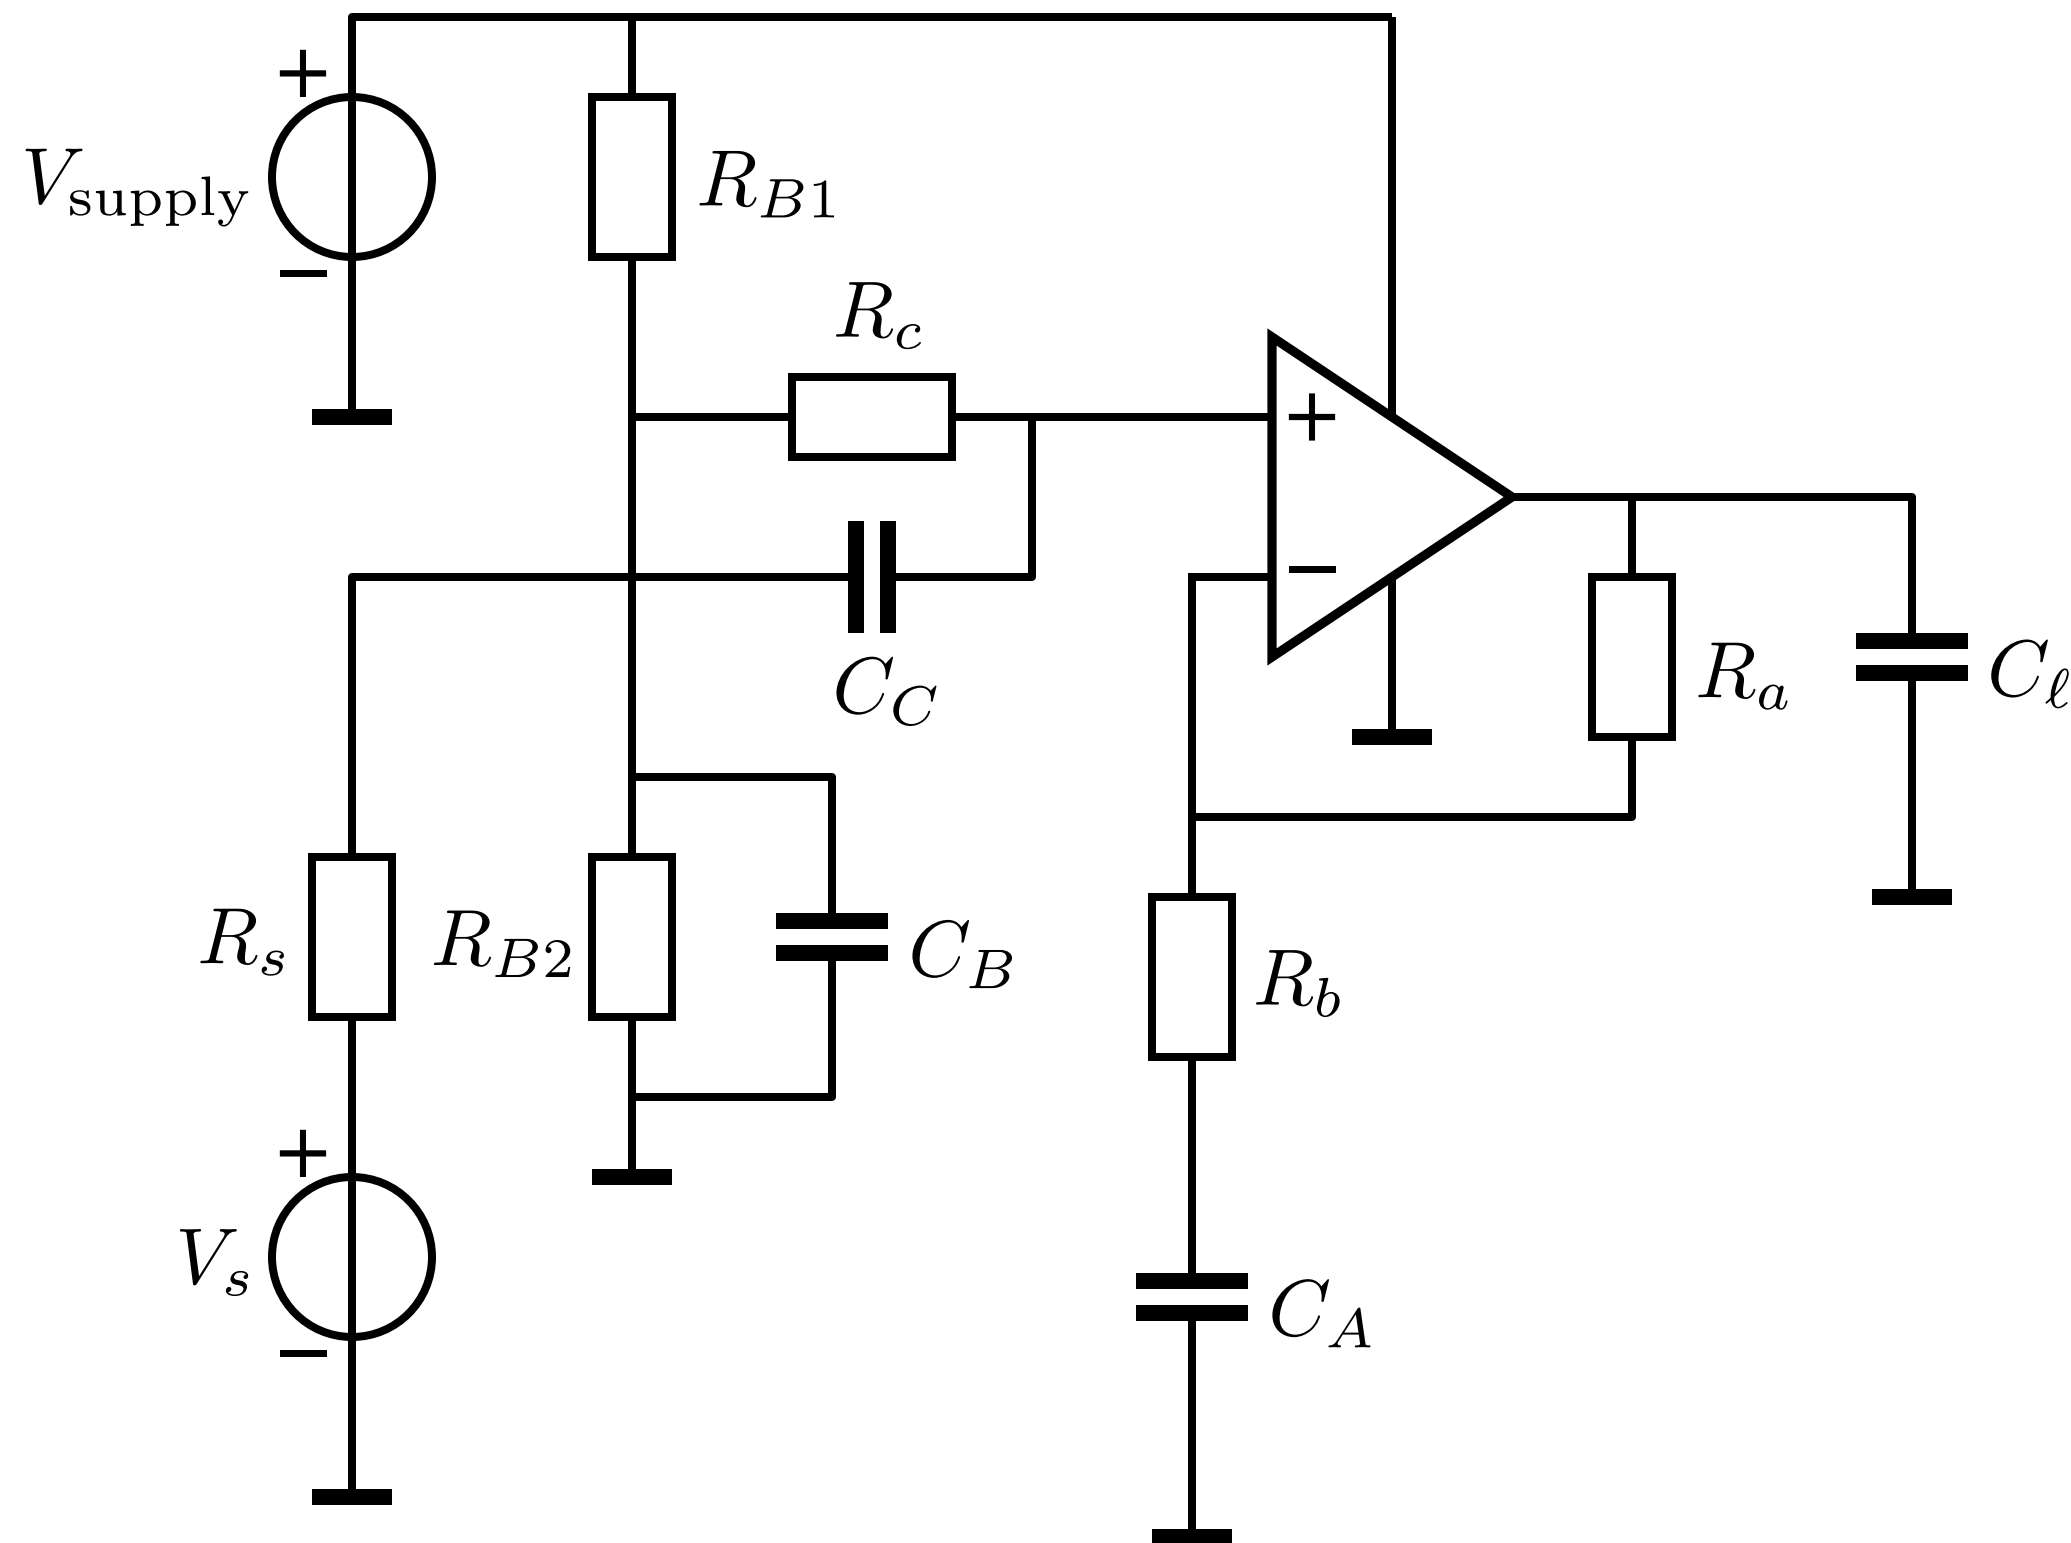 +
V_supply
−
R_B1
R_c
+
−
C_C
R_a
C_ℓ
R_s
R_B2
C_B
R_b
+
V_s
−
C_A